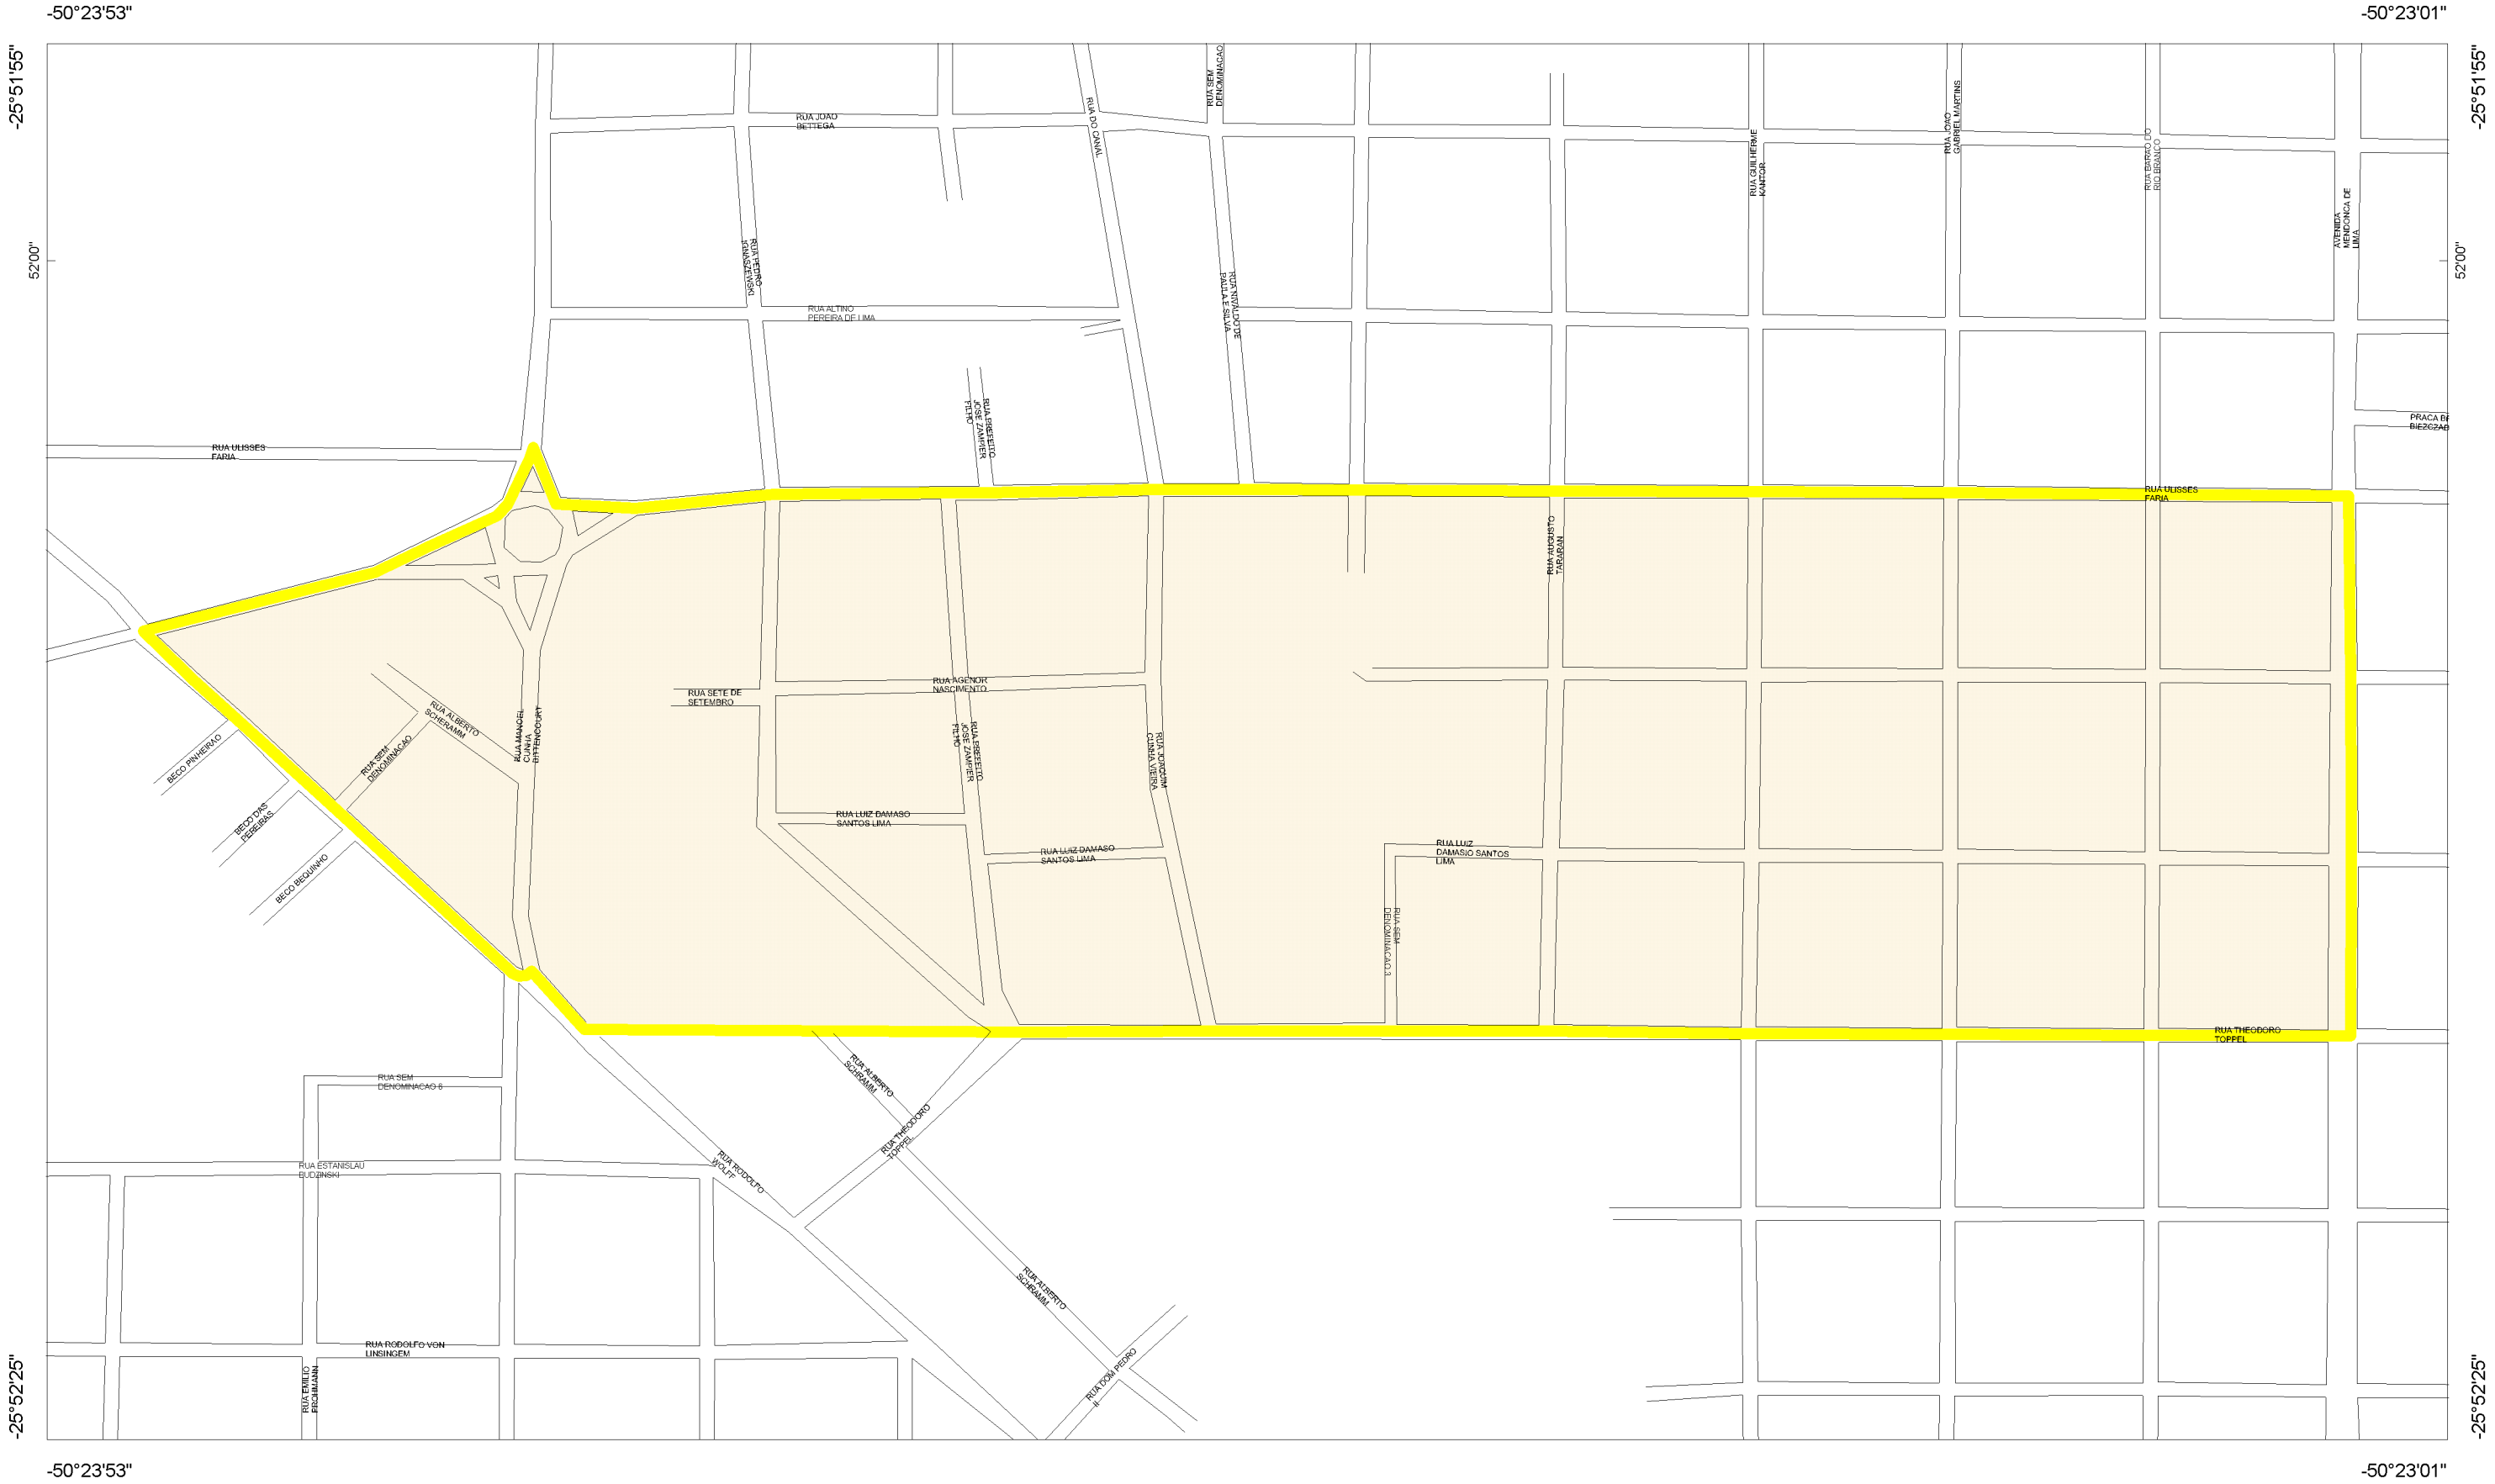 -50°23'53"
-50°23'01"
-25°51'55"
-25°51'55"
RUA SEM
DENOMINACAO
RUA JOAO
BETTEGA
RUA DO CANAL
RUA GUILHERME
KANTOR
RUA JOAO
GABRIEL MARTINS
RUA BARAO DO
RIO BRANCO
AVENIDA
MENDONCA DE
LIMA
52'00"
52'00"
RUA PEDRO
IGNASZEWSKI
RUA ALTINO
PEREIRA DE LIMA
RUA NIVALDO DE
PAULA E SILVA
RUA PREFEITO
JOSE ZAMPIER
FILHO
PRACA
RUA ULISSES
FARIA
RUA ULISSES
FARIA
RUA AUGUSTO
TARARAN
RUA AGENOR
NASCIMENTO
RUA SETE DE
SETEMBRO
RUA ALBERTO
SCHERAMM
RUA MANOEL
CUNHA
BITTENCOURT
RUA PREFEITO
JOSE ZAMPIER
FILHO
RUA JOAQUIM
CUNHA VIEIRA
BECO PINHEIRAO
RUA SEM
DENOMINACAO
BECO DAS
PEREIRAS
RUA LUIZ DAMASO
SANTOS LIMA
RUA LUIZ DAMASO
SANTOS LIMA
RUA LUIZ
DAMASIO SANTOS
LIMA
BECO BEQUINHO
RUA SEM
DENOMINACAO 3
RUA THEODORO
TOPPEL
RUA SEM
DENOMINACAO 6
RUA ALBERTO
SCHRAMM
RUA THEODORO
TOPPEL
RUA ESTANISLAU
BUDZINSKI
RUA RODOLFO
WOLFF
RUA ALBERTO
SCHRAMM
RUA RODOLFO VON
LINSINGEM
RUA EMILIO
FROHMANN
RUA DOM PEDRO
II
-25°52'25"
-25°52'25"
-50°23'53"
-50°23'01"